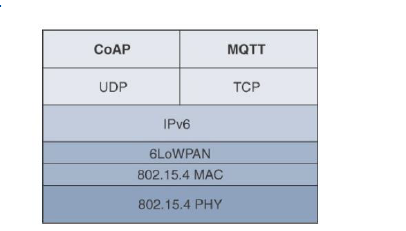 CoAP MQTT
UDP TCP
IPv6
6LoWPAN
802.15.4 MAC
802.15.4 PHY